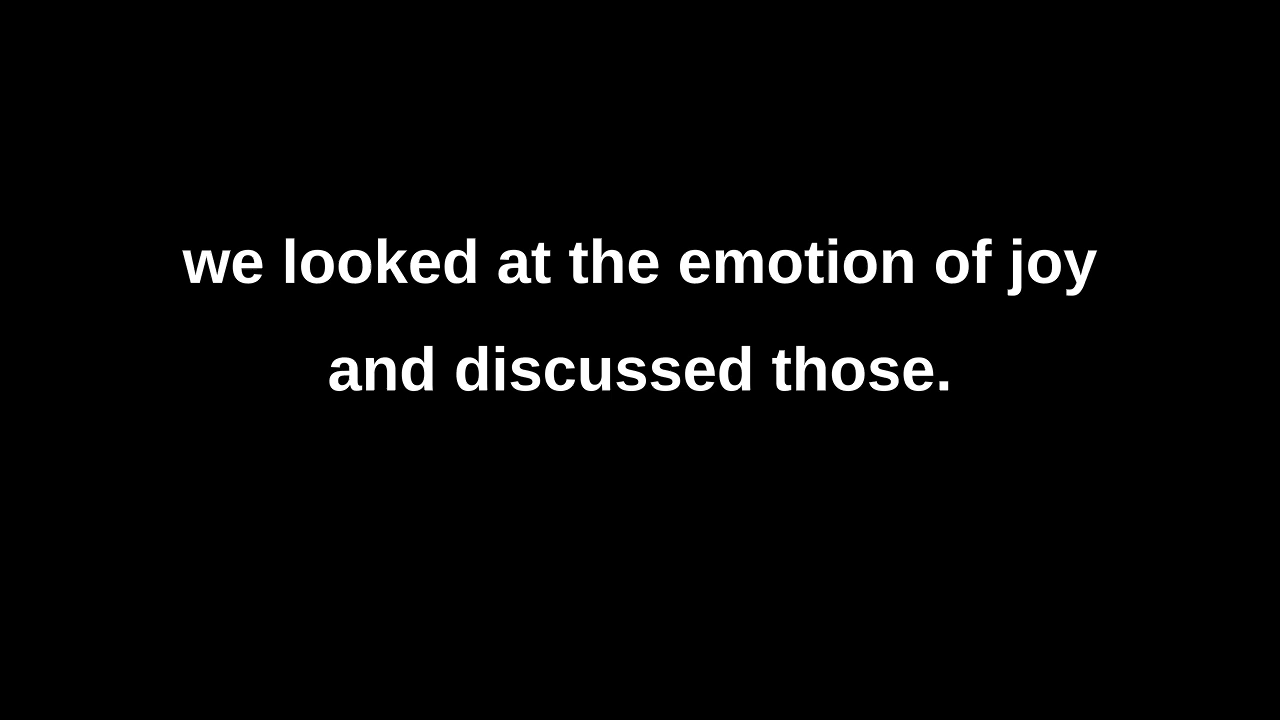 we looked at the emotion of joy
and discussed those.